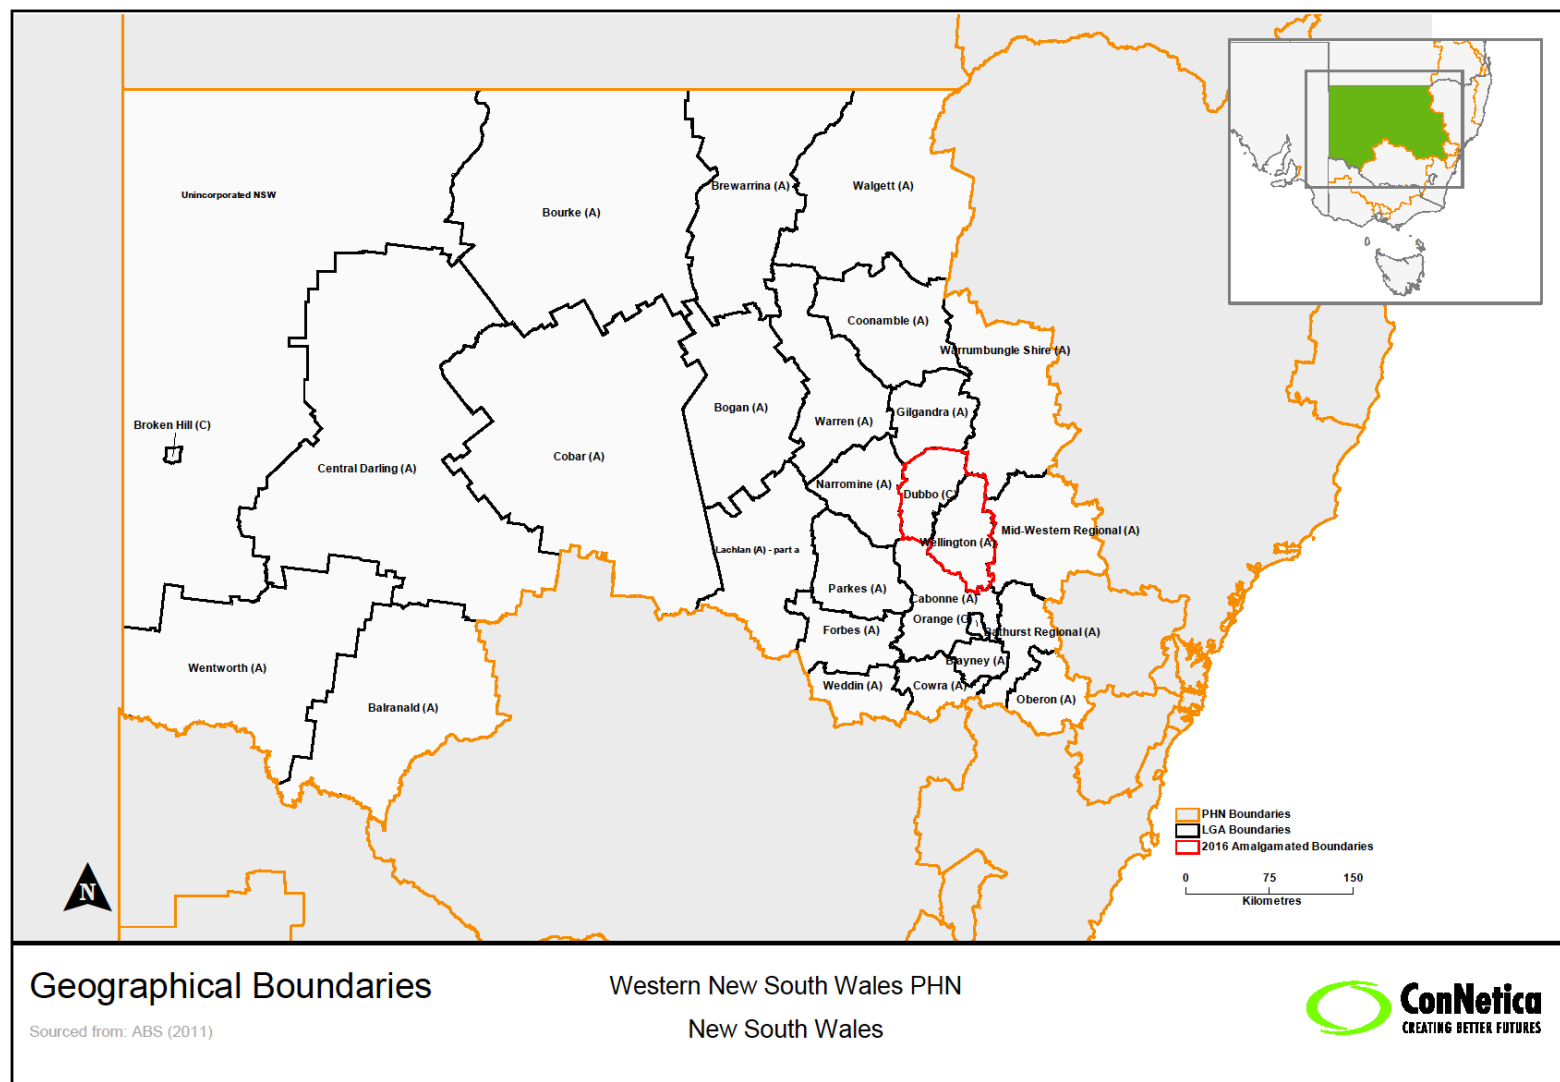 Unincorporated NSW
Bourke (A)
Brewarrina (A)
Walgett (A)
Coonamble (A)
Warrumbungle Shire (A)
Broken Hill (C)
Central Darling (A)
Cobar (A)
Bogan (A)
Warren (A)
Gilgandra (A)
Narromine (A)
Dubbo (C)
Lachlan (A) - part a
Wellington (A)
Mid-Western Regional (A)
Parkes (A)
Cabonne (A)
Forbes (A)
Orange (C)
Bathurst Regional (A)
Wentworth (A)
Balranald (A)
Weddin (A)
Cowra (A)
Blayney (A)
Oberon (A)
PHN Boundaries
LGA Boundaries
2016 Amalgamated Boundaries
0 75 150
Kilometres
N
Geographical Boundaries
Sourced from: ABS (2011)
Western New South Wales PHN
New South Wales
ConNetica
CREATING BETTER FUTURES